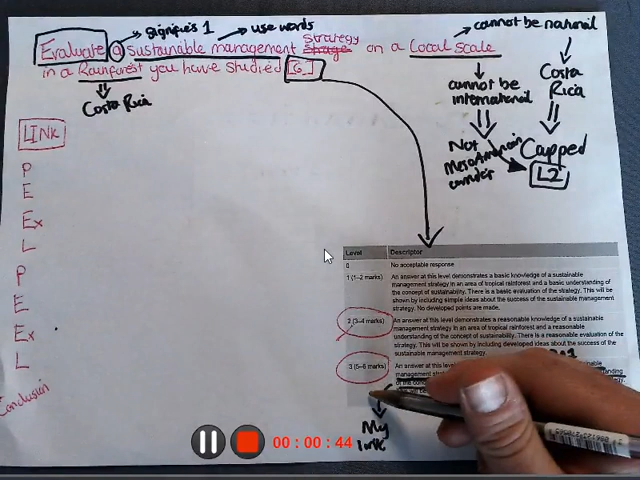 signifies 1
use words
cannot be national
Evaluate a Sustainable management strategy on a Local scale
in a Rainforest you have studied [6]
Costa Rica
cannot be
international
Costa
Rica
Not
MesoAmerican
corridor
Capped
L2
LINK
P
E
Ex
L
P
E
Ex
L
Conclusion
Level Descriptor
0 No acceptable response
1 (1–2 marks) An answer at this level demonstrates a basic knowledge of a sustainable
management strategy in an area of tropical rainforest and a basic understanding
of the concept of sustainability. There is a basic evaluation of the strategy. This will be
shown by including simple ideas about the success of the sustainable management
strategy. No developed points are made.
2 (3–4 marks) An answer at this level demonstrates a reasonable knowledge of a sustainable
management strategy in an area of tropical rainforest and a reasonable
understanding of the concept of sustainability. There is a reasonable evaluation of the
strategy. This will be shown by including developed ideas about the success of the
sustainable management strategy.
3 (5–6 marks) An answer at this level
management
My
link
00:00:44